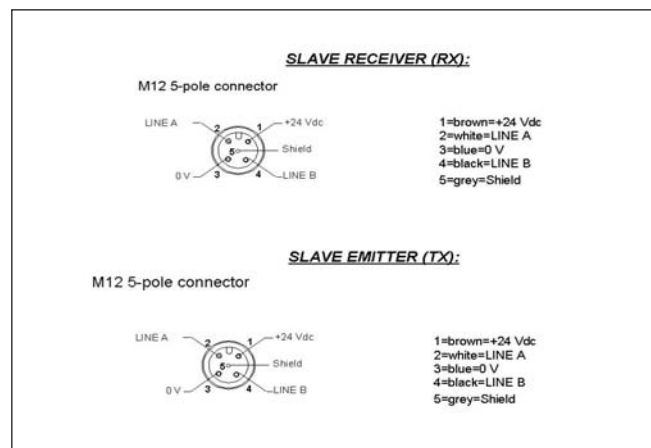 SLAVE RECEIVER (RX):
M12 5-pole connector
LINE A
2
1
+24 Vdc
5
Shield
0 V
3
4
LINE B
1=brown=+24 Vdc
2=white=LINE A
3=blue=0 V
4=black=LINE B
5=grey=Shield
SLAVE EMITTER (TX):
M12 5-pole connector
LINE A
2
1
+24 Vdc
5
Shield
0 V
3
4
LINE B
1=brown=+24 Vdc
2=white=LINE A
3=blue=0 V
4=black=LINE B
5=grey=Shield